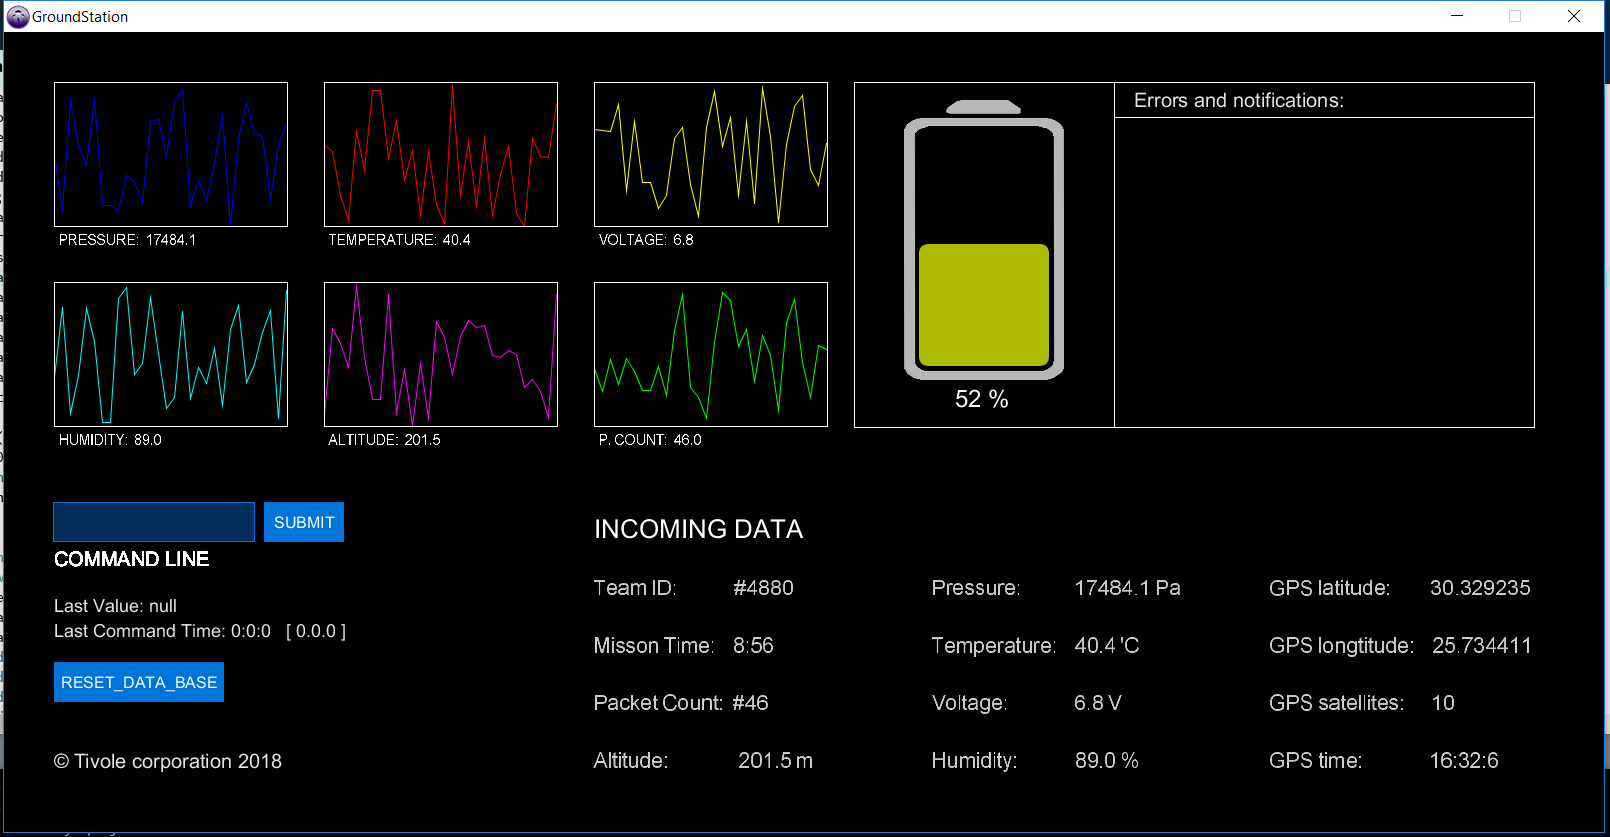 GroundStation
PRESSURE: 17484.1
TEMPERATURE: 40.4
VOLTAGE: 6.8
HUMIDITY: 89.0
ALTITUDE: 201.5
P. COUNT: 46.0
52 %
Errors and notifications:
SUBMIT
COMMAND LINE
Last Value: null
Last Command Time: 0:0:0 [ 0.0.0 ]
RESET_DATA_BASE
© Tivole corporation 2018
INCOMING DATA
Team ID: #4880
Misson Time: 8:56
Packet Count: #46
Altitude: 201.5 m
Pressure: 17484.1 Pa
Temperature: 40.4 'C
Voltage: 6.8 V
Humidity: 89.0 %
GPS latitude: 30.329235
GPS longtitude: 25.734411
GPS satellites: 10
GPS time: 16:32:6